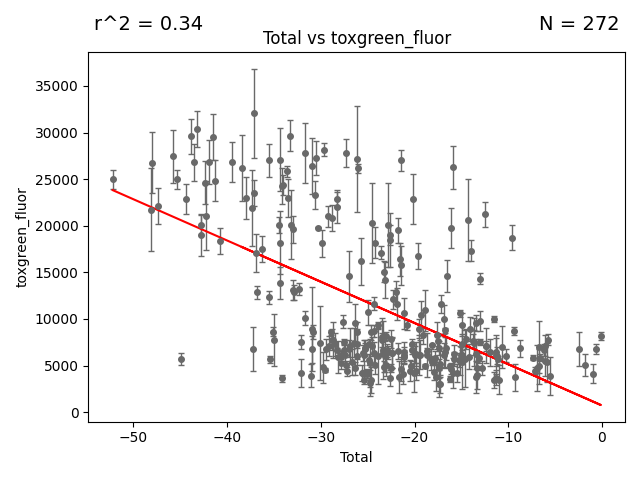 r^2 = 0.34
N = 272
Total vs toxgreen_fluor
toxgreen_fluor
35000
30000
25000
20000
15000
10000
5000
0
−50
−40
−30
−20
−10
0
Total